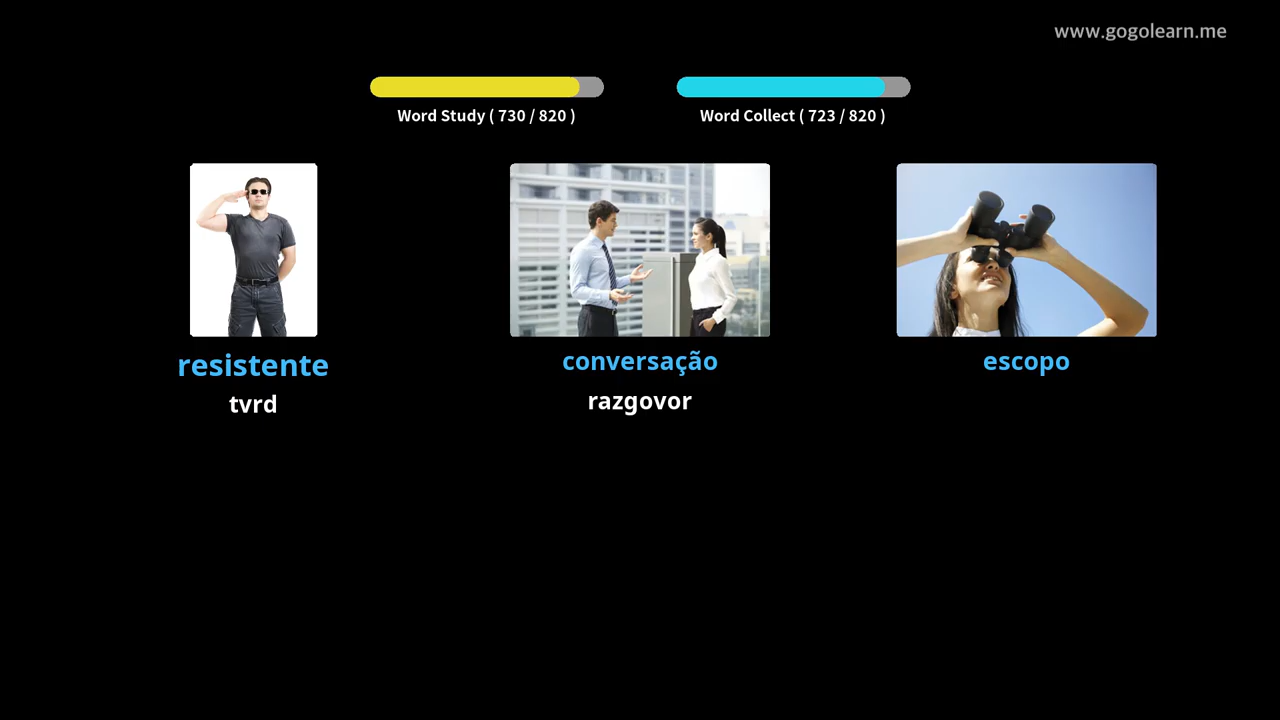 www.gogolearn.me
Word Study ( 730 / 820 )
Word Collect ( 723 / 820 )
resistente
conversação
escopo
tvrd
razgovor